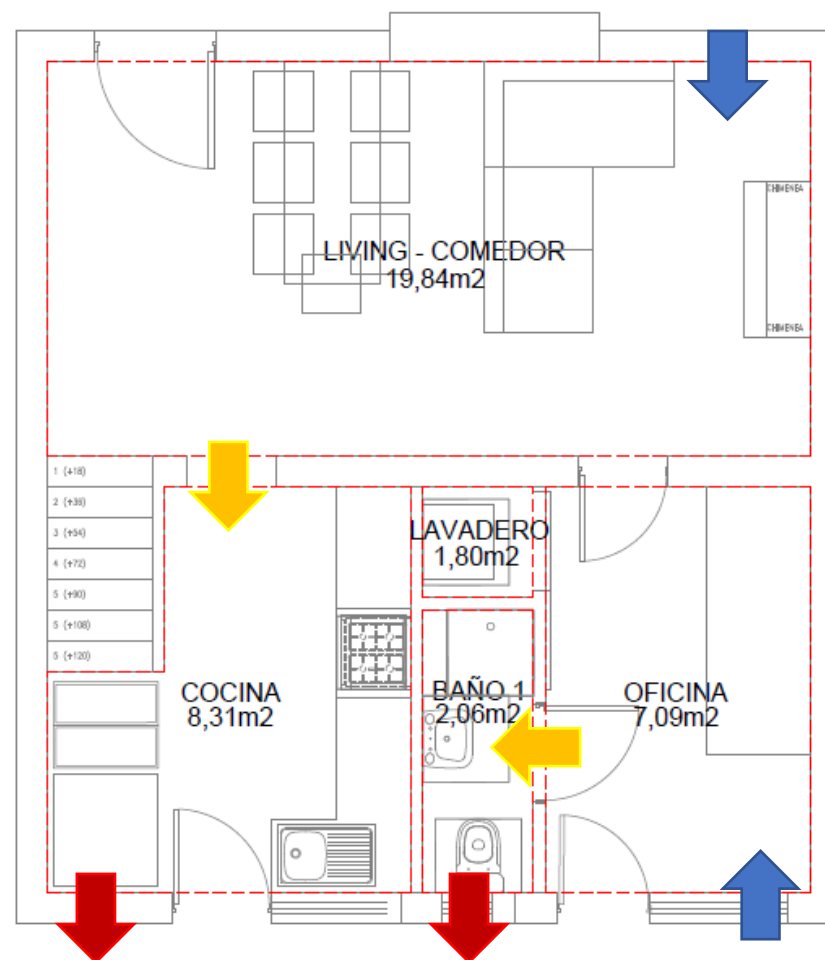 CHIMENEA
LIVING - COMEDOR
19,84m2
CHIMENEA
1 (+18)
2 (+36)
3 (+54)
4 (+72)
5 (+90)
5 (+108)
5 (+120)
LAVADERO
1,80m2
COCINA
8,31m2
BAÑO 1
2,06m2
OFICINA
7,09m2